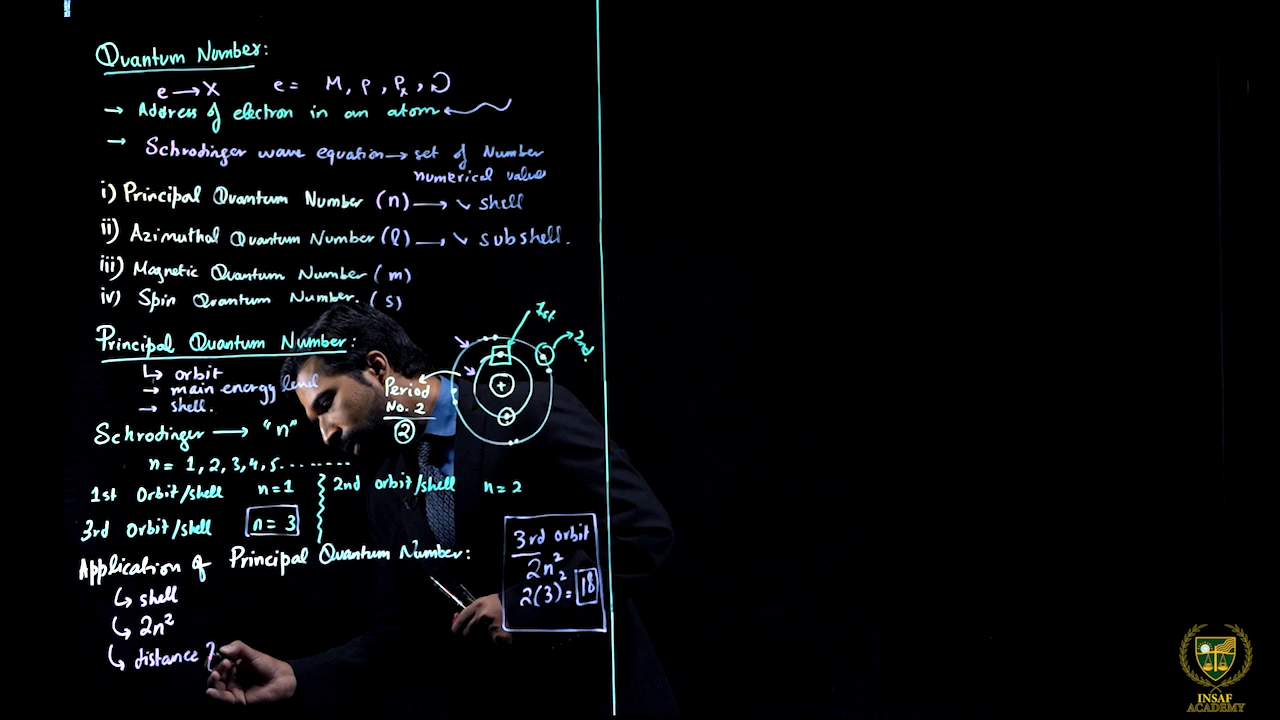 Quantum Number:
e → X e = M, P, Px,
→ Address of electron in an atom ←
→ Schrodinger wave equation → set of Number
numerical values
i) Principal Quantum Number (n) → shell
ii) Azimuthal Quantum Number (l) → subshell.
iii) Magnetic Quantum Number (m)
iv) Spin Quantum Number. (s)
1st
2nd
Principal Quantum Number:
↳ orbit
→ main energy level
→ shell.
Period
No. 2
2
+
Schrodinger → "n"
n = 1, 2, 3, 4, 5.......
1st Orbit/shell n=1
2nd orbit/shell n = 2
3rd Orbit/shell n = 3
3rd orbit
2n²
2(3)² = 18
Application of Principal Quantum Number:
↳ shell
↳ 2n²
↳ distance
INSAF
ACADEMY